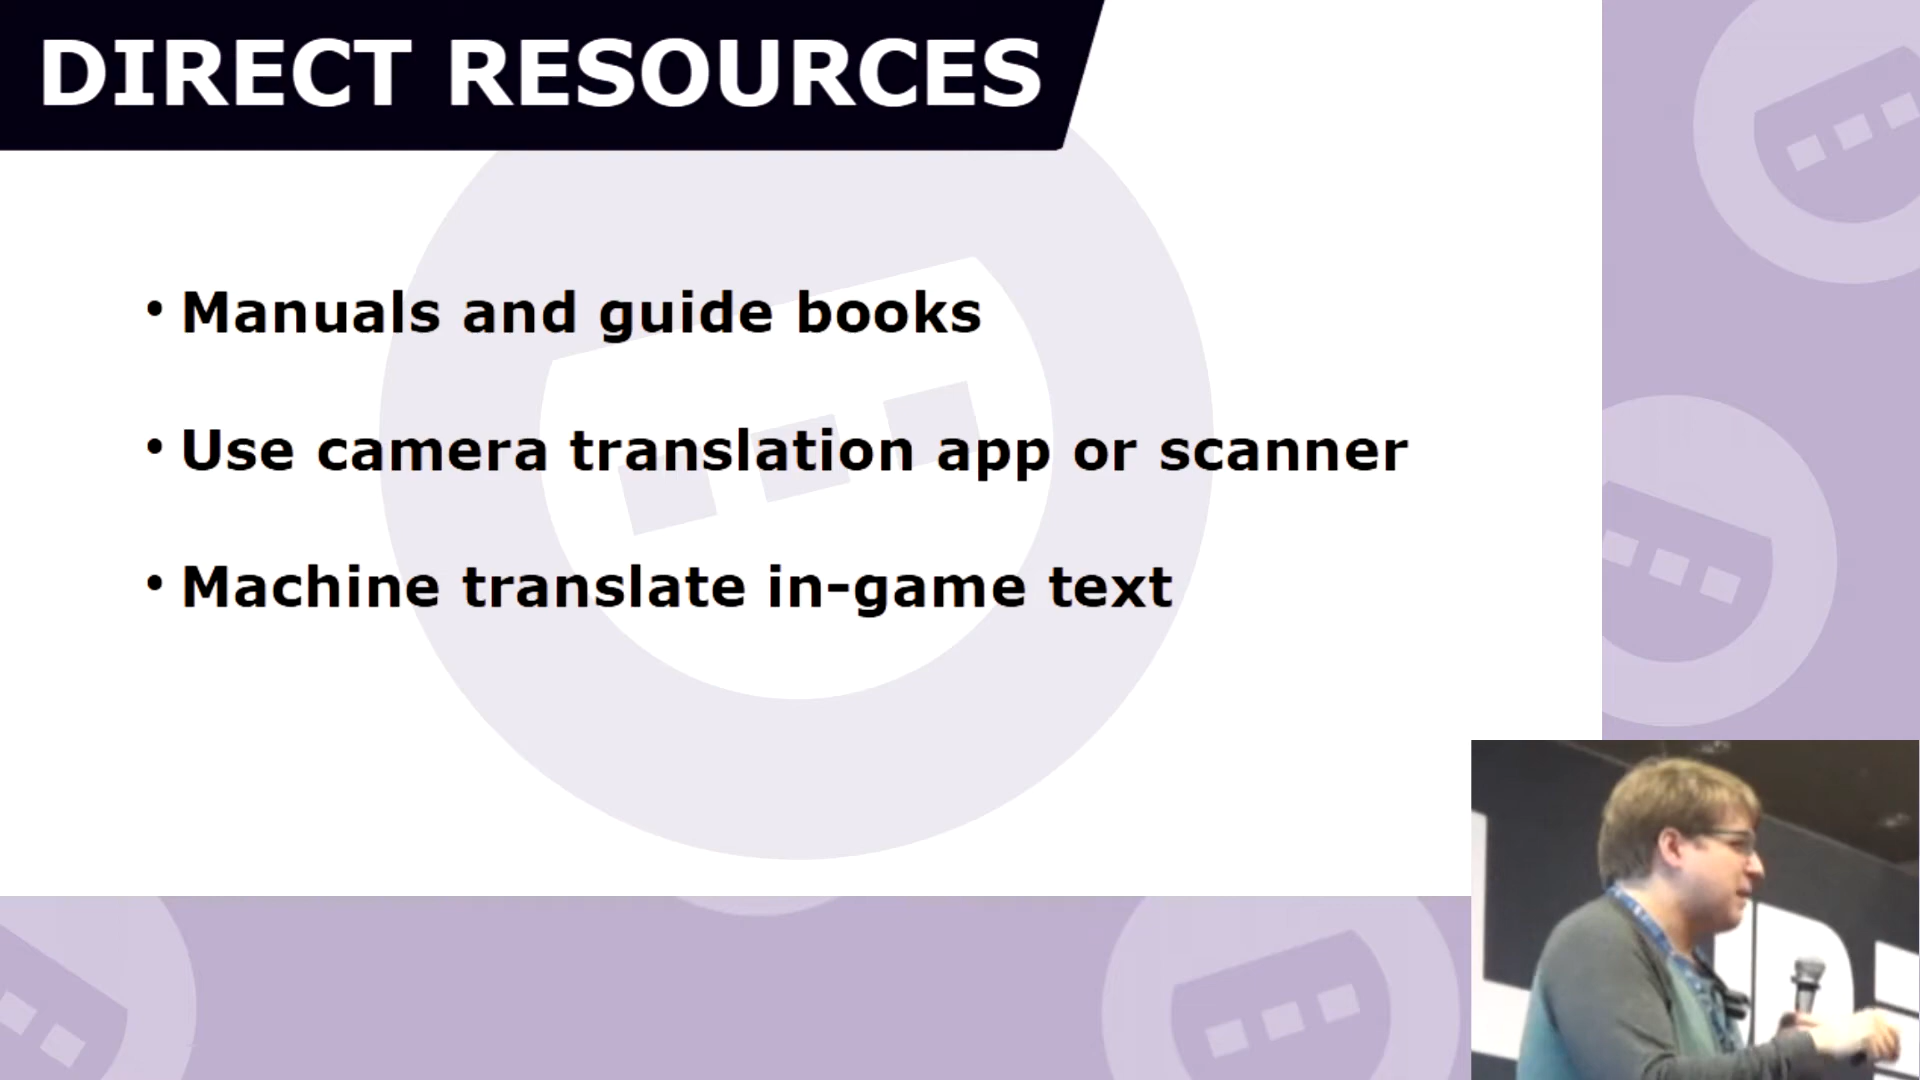 DIRECT RESOURCES
• Manuals and guide books
• Use camera translation app or scanner
• Machine translate in-game text